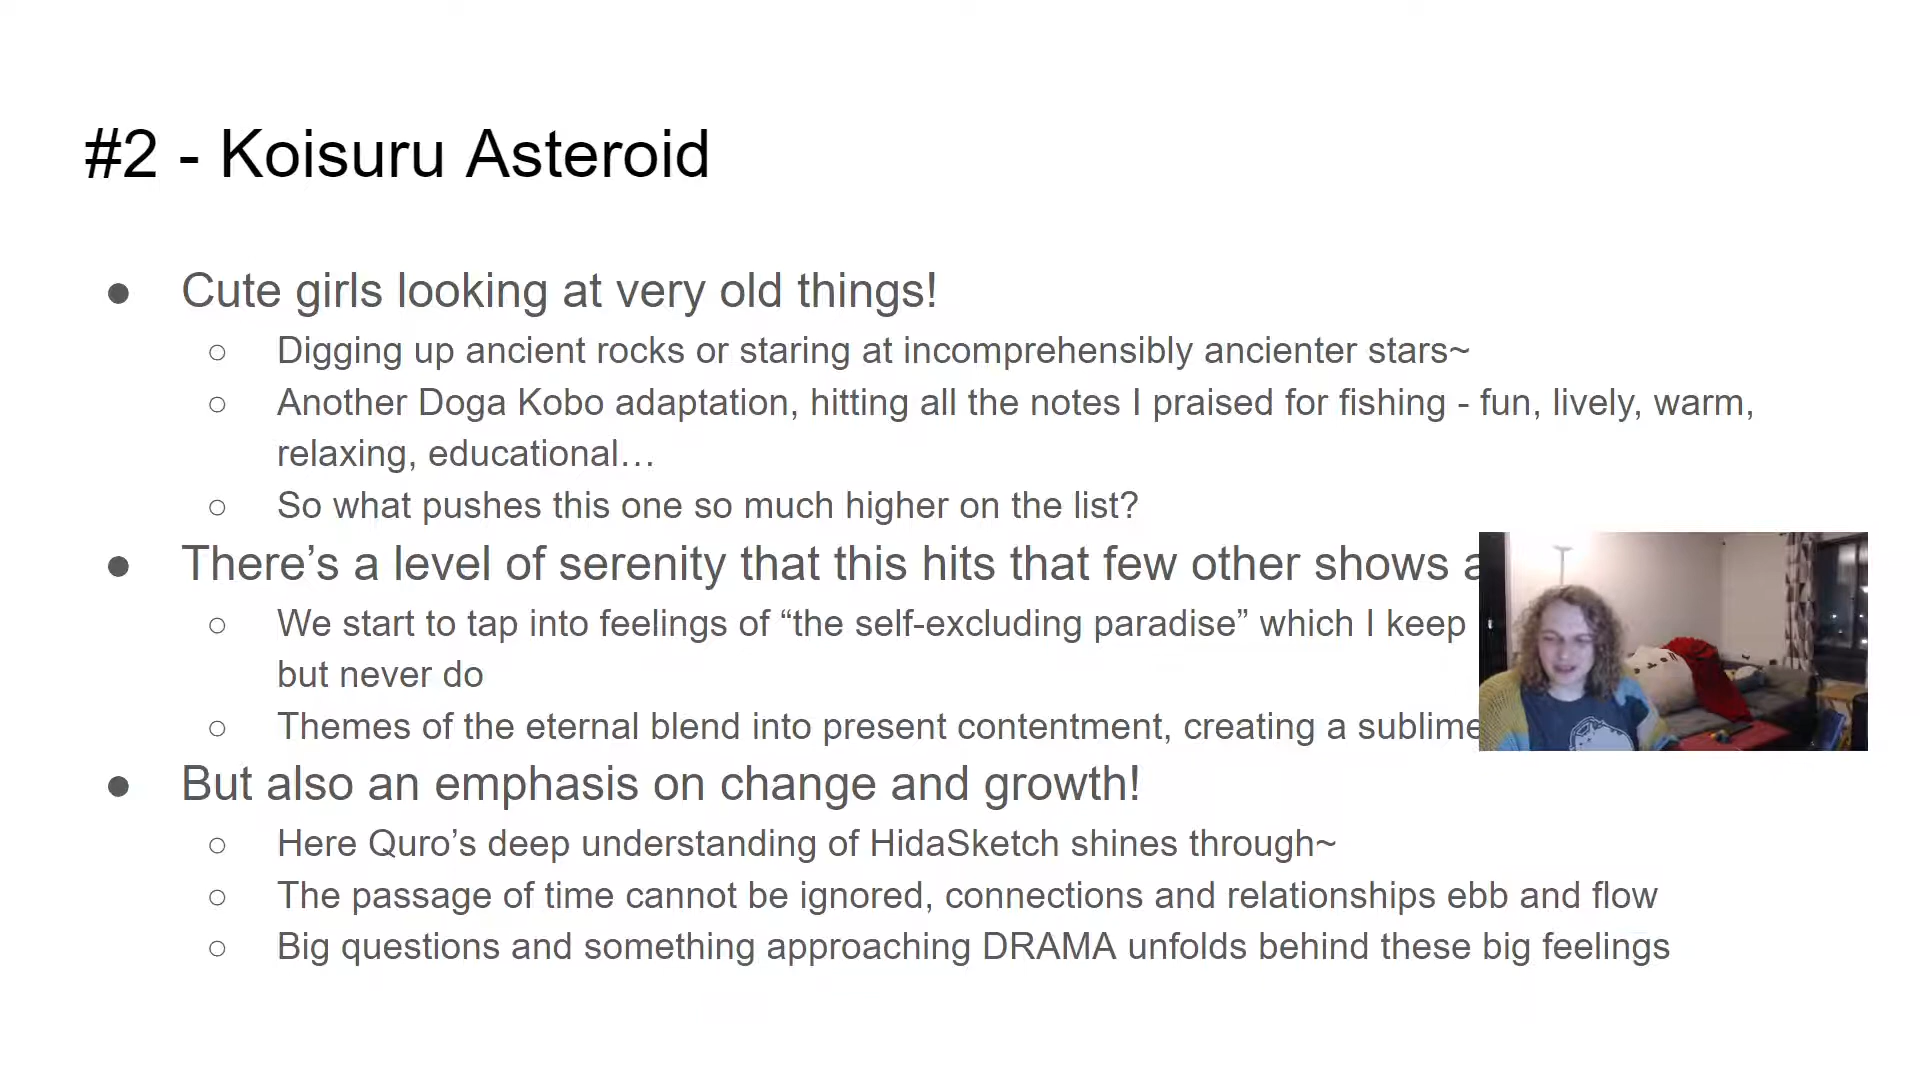 #2 - Koisuru Asteroid
● Cute girls looking at very old things!
○ Digging up ancient rocks or staring at incomprehensibly ancienter stars~
○ Another Doga Kobo adaptation, hitting all the notes I praised for fishing - fun, lively, warm,
relaxing, educational…
○ So what pushes this one so much higher on the list?
● There’s a level of serenity that this hits that few other shows
○ We start to tap into feelings of “the self-excluding paradise” which I keep
but never do
○ Themes of the eternal blend into present contentment, creating a sublime
● But also an emphasis on change and growth!
○ Here Quro’s deep understanding of HidaSketch shines through~
○ The passage of time cannot be ignored, connections and relationships ebb and flow
○ Big questions and something approaching DRAMA unfolds behind these big feelings